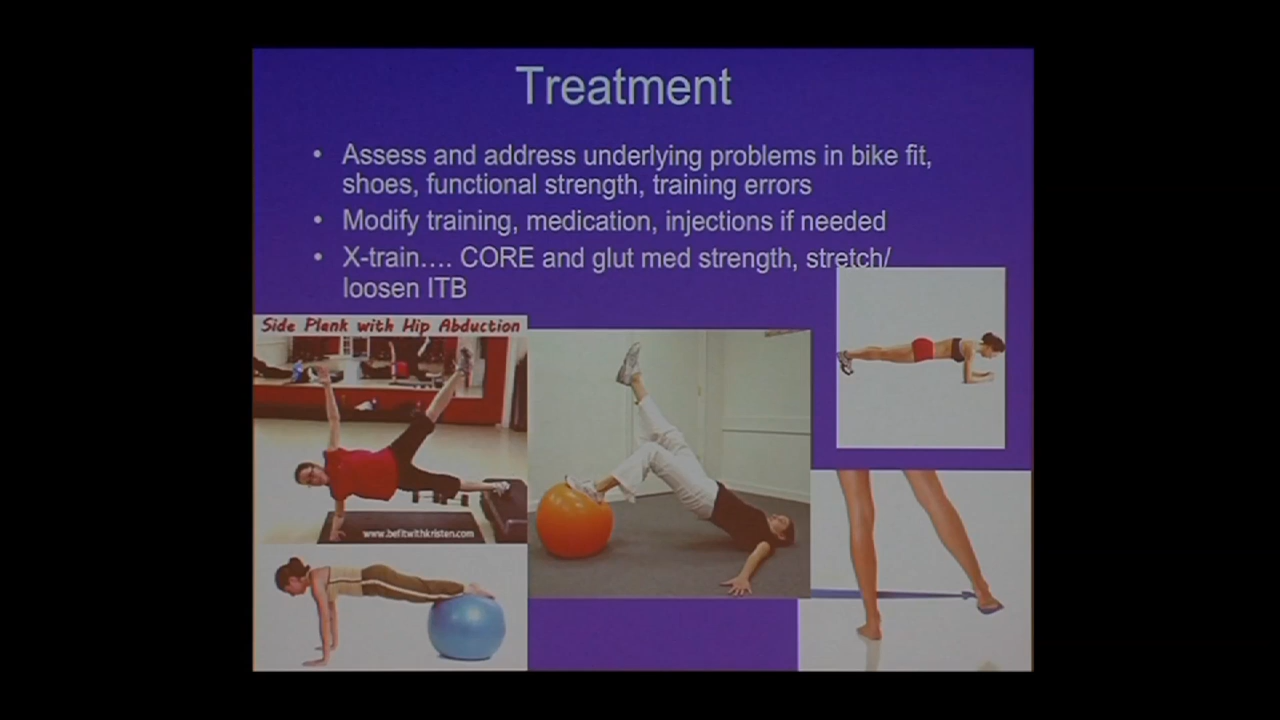 Treatment
• Assess and address underlying problems in bike fit,
shoes, functional strength, training errors
• Modify training, medication, injections if needed
• X-train…. CORE and glut med strength, stretch/
loosen ITB
Side Plank with Hip Abduction
www.befitwithkristen.com